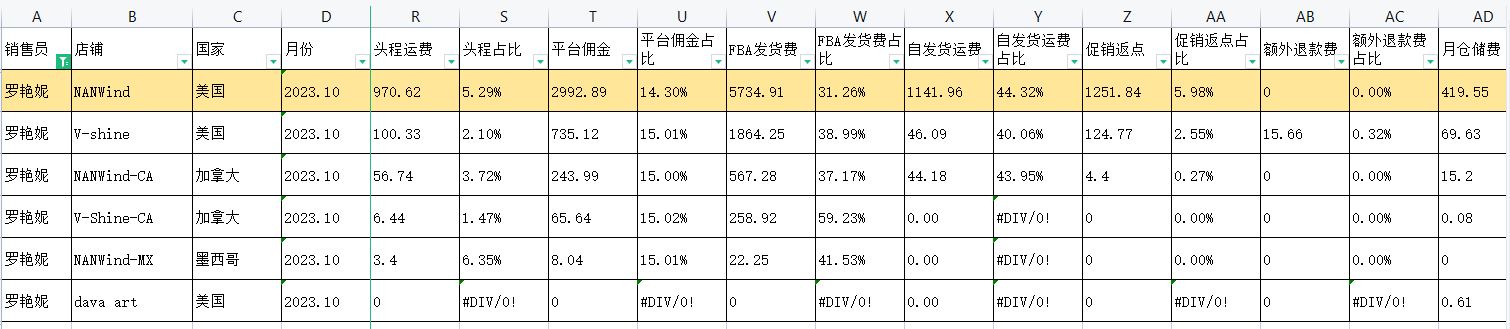 A B C D R S T U V W X Y Z AA AB AC AD
销售员 店铺 国家 月份 头程运费 头程占比 平台佣金 平台佣金占比 FBA发货费 FBA发货费占比 自发货运费 自发货运费占比 促销返点 促销返点占比 额外退款费 额外退款费占比 月仓储费
罗艳妮 NANWind 美国 2023.10 970.62 5.29% 2992.89 14.30% 5734.91 31.26% 1141.96 44.32% 1251.84 5.98% 0 0.00% 419.55
罗艳妮 V-shine 美国 2023.10 100.33 2.10% 735.12 15.01% 1864.25 38.99% 46.09 40.06% 124.77 2.55% 15.66 0.32% 69.63
罗艳妮 NANWind-CA 加拿大 2023.10 56.74 3.72% 243.99 15.00% 567.28 37.17% 44.18 43.95% 4.4 0.27% 0 0.00% 15.2
罗艳妮 V-Shine-CA 加拿大 2023.10 6.44 1.47% 65.64 15.02% 258.92 59.23% 0.00 #DIV/0! 0 0.00% 0 0.00% 0.08
罗艳妮 NANWind-MX 墨西哥 2023.10 3.4 6.35% 8.04 15.01% 22.25 41.53% 0.00 #DIV/0! 0 0.00% 0 0.00% 0
罗艳妮 dava art 美国 2023.10 0 #DIV/0! 0 #DIV/0! 0 #DIV/0! 0.00 #DIV/0! 0 #DIV/0! 0 #DIV/0! 0.61